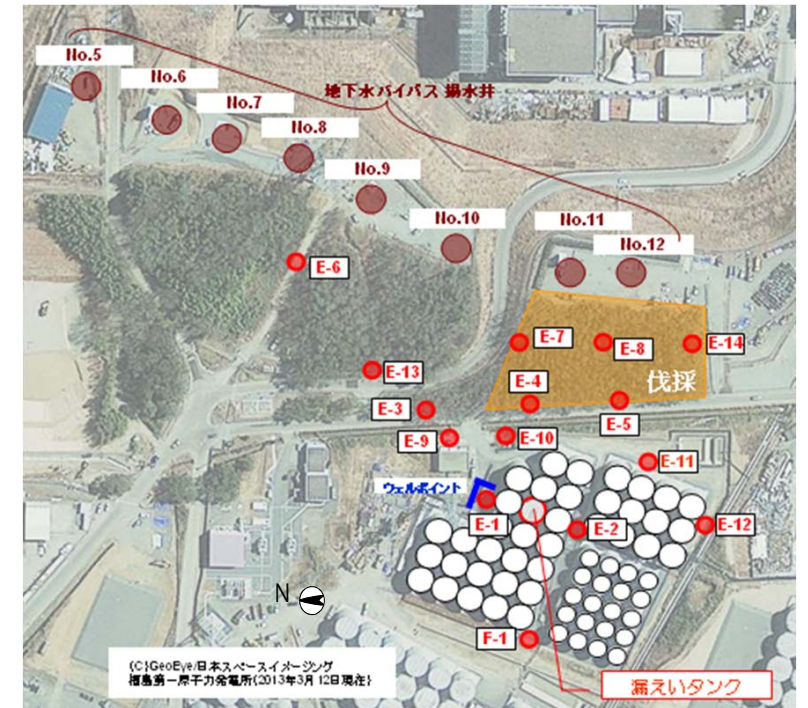 No.5
No.6
No.7
地下水バイパス 揚水井
No.8
No.9
No.10
No.11
No.12
E-6
E-7
E-8
E-14
E-13
伐採
E-4
E-3
E-5
E-9
E-10
E-11
ウェルポイント
E-1
E-2
E-12
N
F-1
(C)GeoEye/日本スペースイメージング
福島第一原子力発電所(2013年3月12日現在)
漏えいタンク